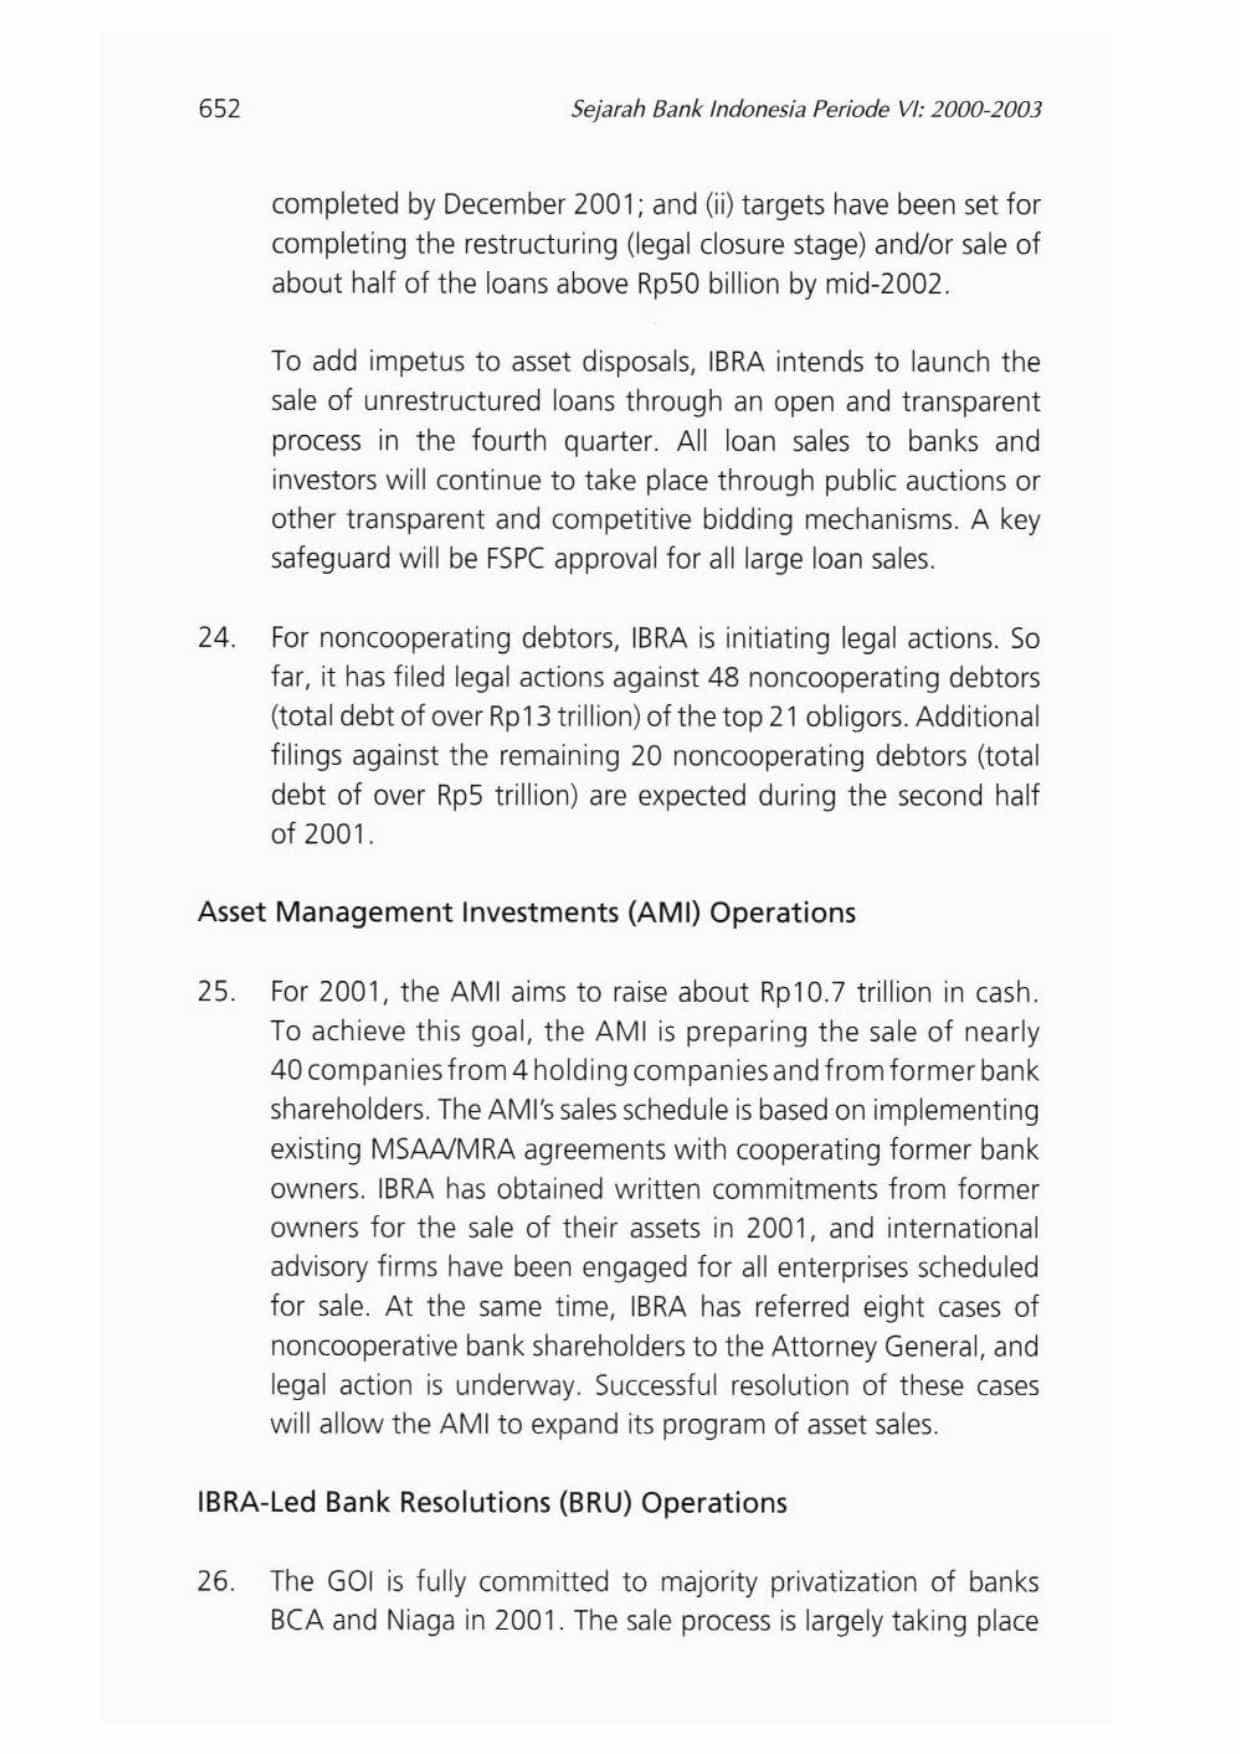 652
Sejarah Bank Indonesia Periode VI: 2000-2003
completed by December 2001; and (ii) targets have been set for
completing the restructuring (legal closure stage) and/or sale of
about half of the loans above Rp50 billion by mid-2002.
To add impetus to asset disposals, IBRA intends to launch the
sale of unrestructured loans through an open and transparent
process in the fourth quarter. All loan sales to banks and
investors will continue to take place through public auctions or
other transparent and competitive bidding mechanisms. A key
safeguard will be FSPC approval for all large loan sales.
24. For noncooperating debtors, IBRA is initiating legal actions. So
far, it has filed legal actions against 48 noncooperating debtors
(total debt of over Rp13 trillion) of the top 21 obligors. Additional
filings against the remaining 20 noncooperating debtors (total
debt of over Rp5 trillion) are expected during the second half
of 2001.
Asset Management Investments (AMI) Operations
25. For 2001, the AMI aims to raise about Rp10.7 trillion in cash.
To achieve this goal, the AMI is preparing the sale of nearly
40 companies from 4 holding companies and from former bank
shareholders. The AMI's sales schedule is based on implementing
existing MSAA/MRA agreements with cooperating former bank
owners. IBRA has obtained written commitments from former
owners for the sale of their assets in 2001, and international
advisory firms have been engaged for all enterprises scheduled
for sale. At the same time, IBRA has referred eight cases of
noncooperative bank shareholders to the Attorney General, and
legal action is underway. Successful resolution of these cases
will allow the AMI to expand its program of asset sales.
IBRA-Led Bank Resolutions (BRU) Operations
26. The GOI is fully committed to majority privatization of banks
BCA and Niaga in 2001. The sale process is largely taking place